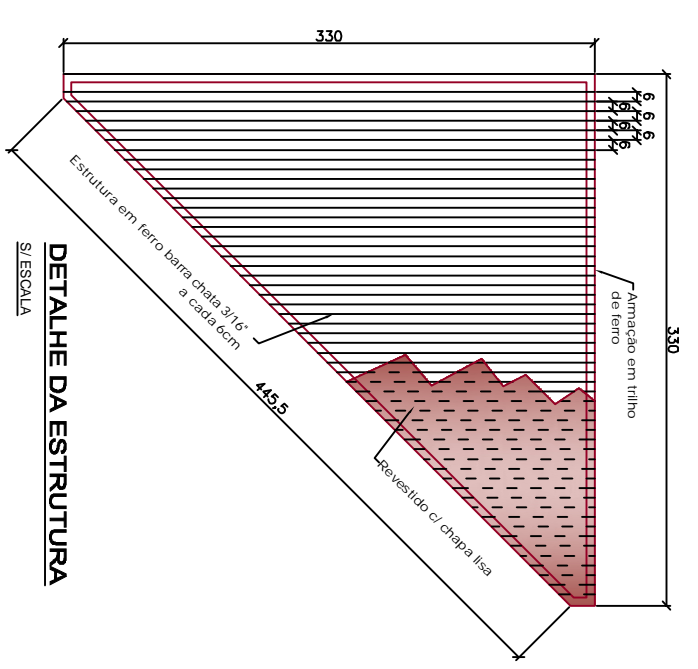 330
6
6
6
6
6
6
330
Armação em trilho
de ferro
Estrutura em ferro barra chata 3/16"
a cada 6cm
445,5
Revestido c/ chapa lisa
DETALHE DA ESTRUTURA
S/ ESCALA